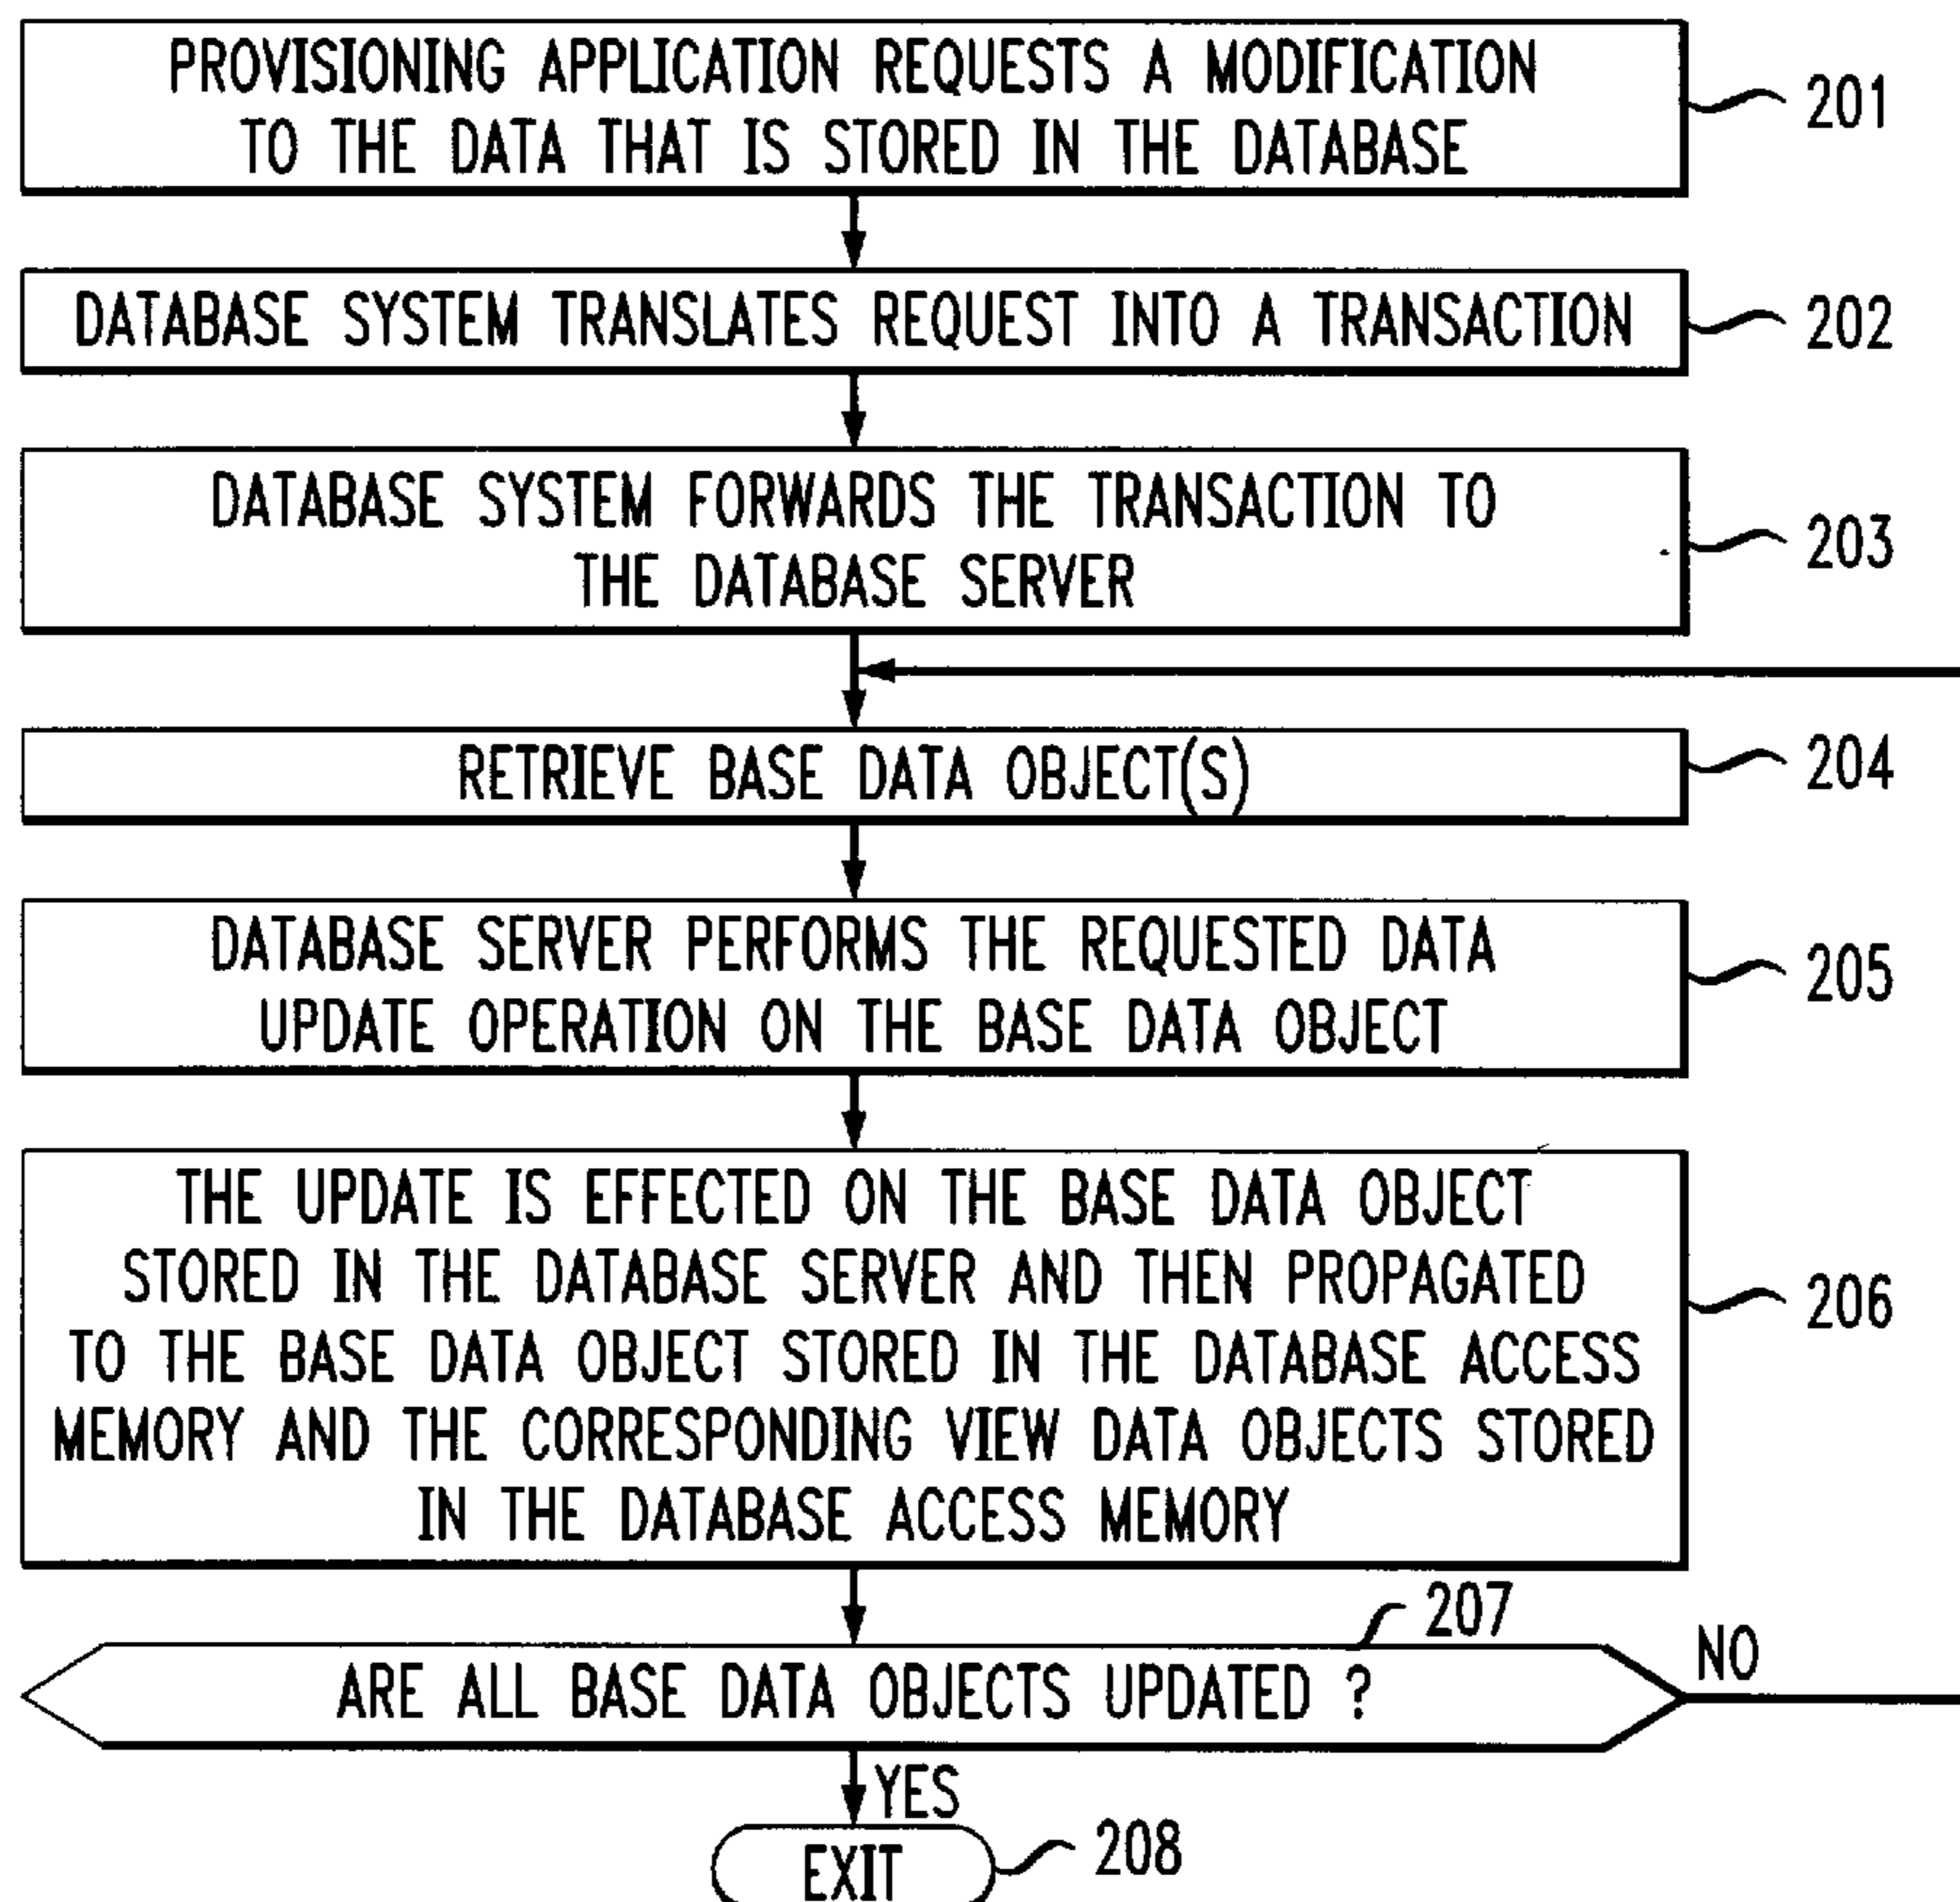 PROVISIONING APPLICATION REQUESTS A MODIFICATION
TO THE DATA THAT IS STORED IN THE DATABASE
201
DATABASE SYSTEM TRANSLATES REQUEST INTO A TRANSACTION
202
DATABASE SYSTEM FORWARDS THE TRANSACTION TO
THE DATABASE SERVER
203
RETRIEVE BASE DATA OBJECT(S)
204
DATABASE SERVER PERFORMS THE REQUESTED DATA
UPDATE OPERATION ON THE BASE DATA OBJECT
205
THE UPDATE IS EFFECTED ON THE BASE DATA OBJECT
STORED IN THE DATABASE SERVER AND THEN PROPAGATED
TO THE BASE DATA OBJECT STORED IN THE DATABASE ACCESS
MEMORY AND THE CORRESPONDING VIEW DATA OBJECTS STORED
IN THE DATABASE ACCESS MEMORY
206
207
ARE ALL BASE DATA OBJECTS UPDATED ?
NO
YES
EXIT
208